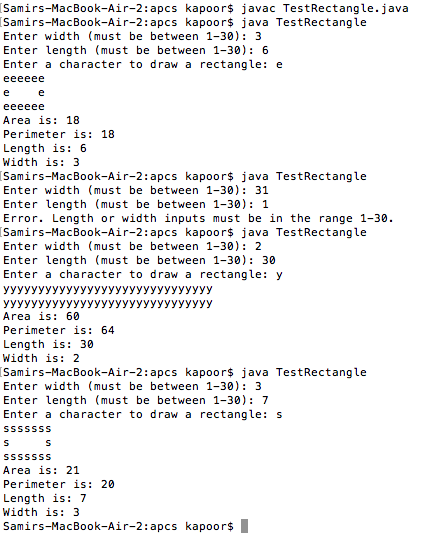 [Samirs-MacBook-Air-2:apcs kapoor$ javac TestRectangle.java
[Samirs-MacBook-Air-2:apcs kapoor$ java TestRectangle
Enter width (must be between 1-30): 3
Enter length (must be between 1-30): 6
Enter a character to draw a rectangle: e
eeeeee
e    e
eeeeee
Area is: 18
Perimeter is: 18
Length is: 6
Width is: 3
[Samirs-MacBook-Air-2:apcs kapoor$ java TestRectangle
Enter width (must be between 1-30): 31
Enter length (must be between 1-30): 1
Error. Length or width inputs must be in the range 1-30.
[Samirs-MacBook-Air-2:apcs kapoor$ java TestRectangle
Enter width (must be between 1-30): 2
Enter length (must be between 1-30): 30
Enter a character to draw a rectangle: y
yyyyyyyyyyyyyyyyyyyyyyyyyyyyyy
yyyyyyyyyyyyyyyyyyyyyyyyyyyyyy
Area is: 60
Perimeter is: 64
Length is: 30
Width is: 2
[Samirs-MacBook-Air-2:apcs kapoor$ java TestRectangle
Enter width (must be between 1-30): 3
Enter length (must be between 1-30): 7
Enter a character to draw a rectangle: s
sssssss
s     s
sssssss
Area is: 21
Perimeter is: 20
Length is: 7
Width is: 3
Samirs-MacBook-Air-2:apcs kapoor$